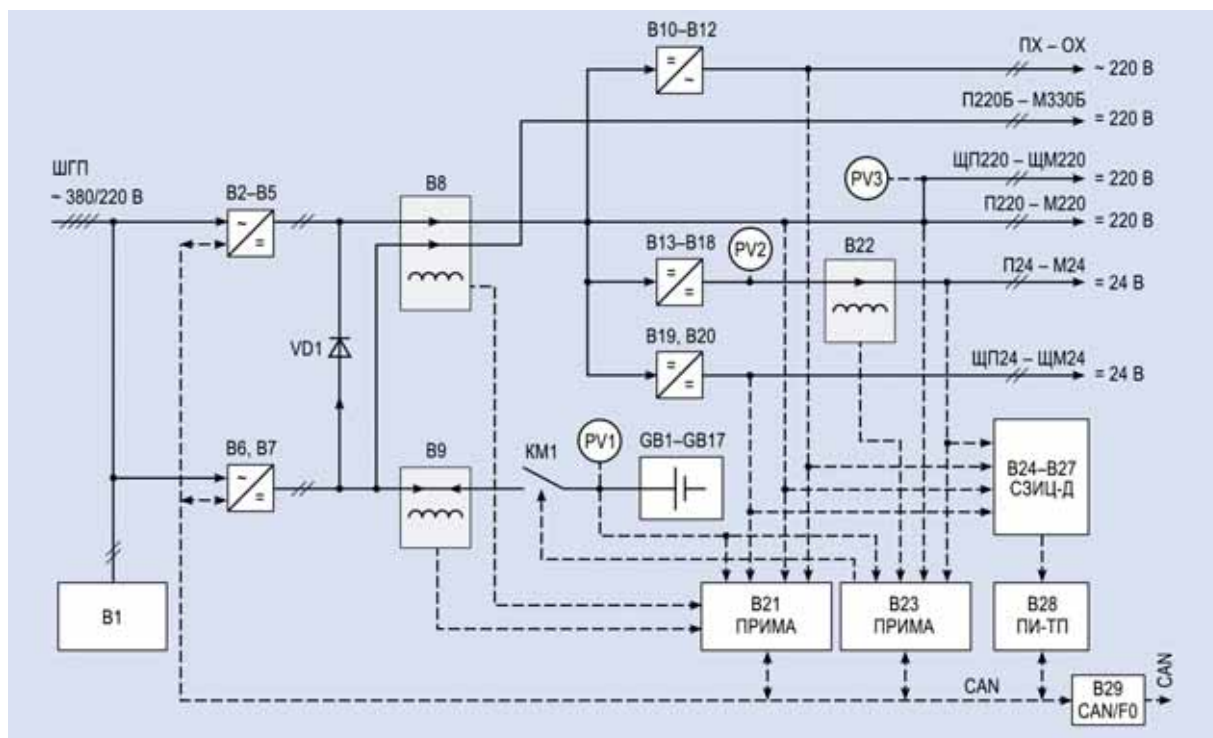 В10–В12
ПХ – ОХ
~ 220 В
П220Б – М330Б
= 220 В
ШГП
~ 380/220 В
В2–В5
В8
PV3
ЩП220 – ЩМ220
= 220 В
П220 – М220
= 220 В
~
=
=
~
В13–В18
PV2
В22
П24 – М24
= 24 В
=
=
VD1
В19, В20
ЩП24 – ЩМ24
= 24 В
=
=
В6, В7
В9
КМ1
PV1
GB1–GB17
~
=
В24–В27
СЗИЦ-Д
В1
В21
ПРИМА
В23
ПРИМА
В28
ПИ-ТП
CAN
В29
CAN/F0
CAN